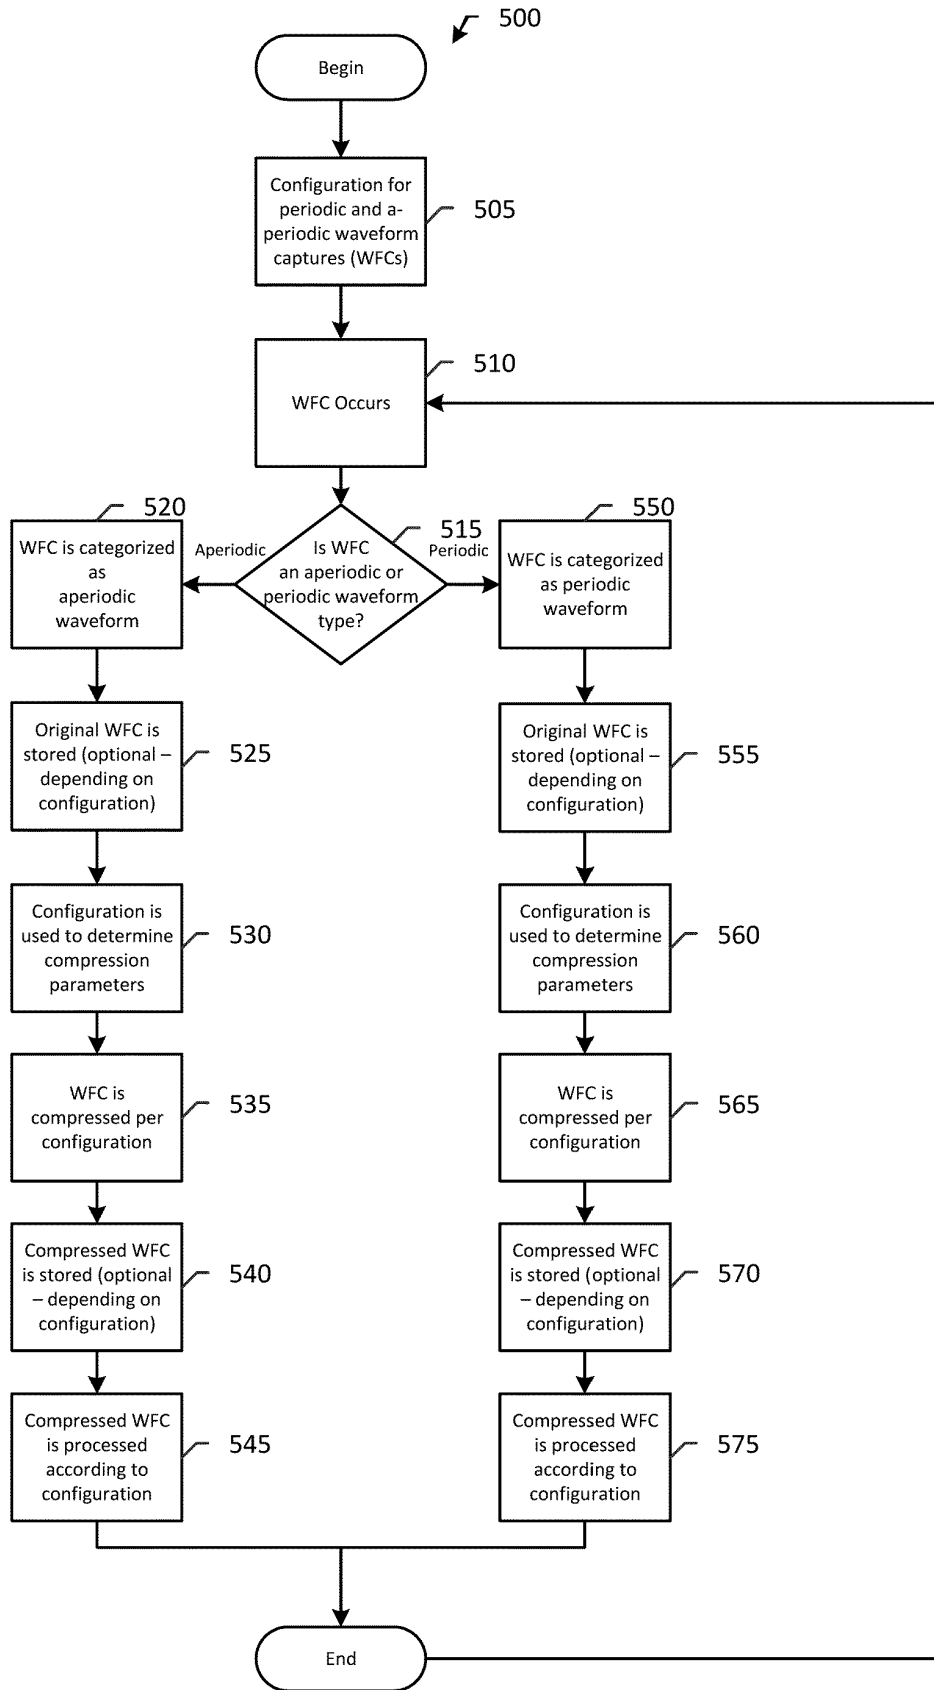 500
Begin
Configuration for
periodic and a-
periodic waveform
captures (WFCs)
505
WFC Occurs
510
Is WFC
an aperiodic or
periodic waveform
type?
515
Aperiodic
Periodic
WFC is categorized
as
aperiodic
waveform
520
Original WFC is
stored (optional –
depending on
configuration)
525
Configuration is
used to determine
compression
parameters
530
WFC is
compressed per
configuration
535
Compressed WFC
is stored (optional
– depending on
configuration)
540
Compressed WFC
is processed
according to
configuration
545
WFC is categorized
as periodic
waveform
550
Original WFC is
stored (optional –
depending on
configuration)
555
Configuration is
used to determine
compression
parameters
560
WFC is
compressed per
configuration
565
Compressed WFC
is stored (optional
– depending on
configuration)
570
Compressed WFC
is processed
according to
configuration
575
End